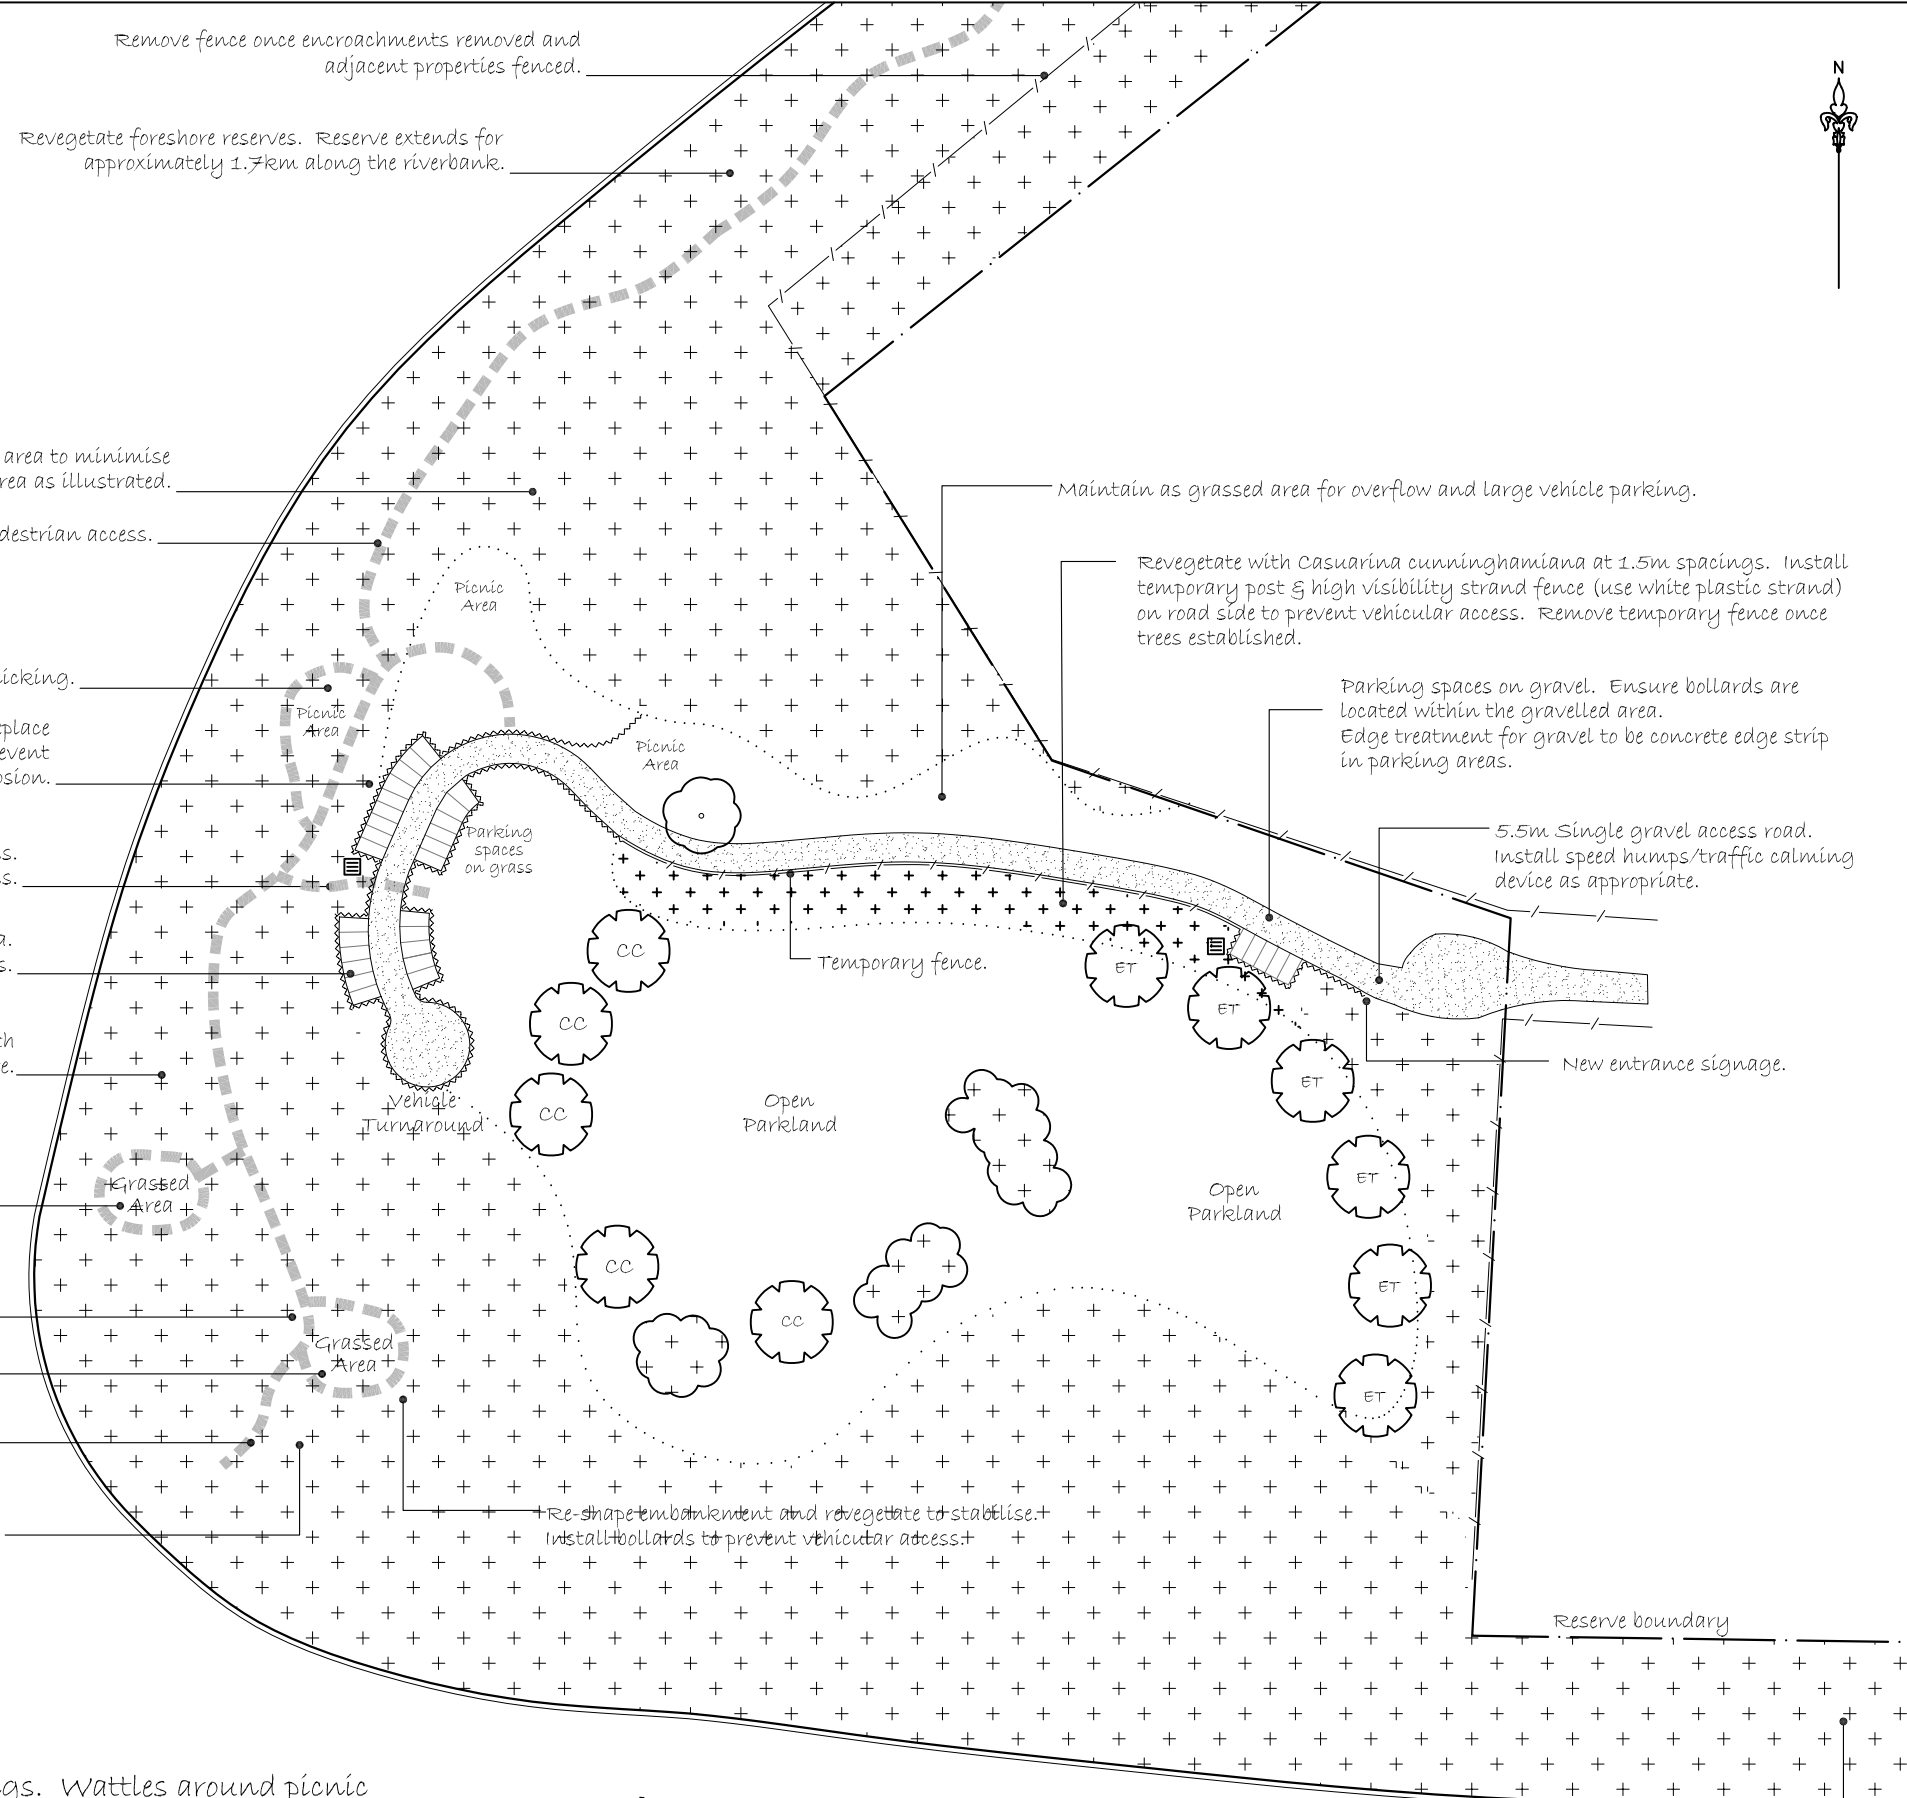 Remove fence once encroachments removed and
adjacent properties fenced.
N
Revegetate foreshore reserves. Reserve extends for
approximately 1.7km along the riverbank.
area to minimise
area as illustrated.
Maintain as grassed area for overflow and large vehicle parking.
destrian access.
Revegetate with Casuarina cunninghamiana at 1.5m spacings. Install
temporary post & high visibility strand fence (use white plastic strand)
on road side to prevent vehicular access. Remove temporary fence once
trees established.
Picnic
Area
icking.
Parking spaces on gravel. Ensure bollards are
located within the gravelled area.
Edge treatment for gravel to be concrete edge strip
in parking areas.
Picnic
Area
place
event
osion.
Picnic
Area
Parking
spaces
on grass
5.5m Single gravel access road.
Install speed humps/traffic calming
device as appropriate.
s.
s.
a.
s.
CC
Temporary fence.
ET
ET
CC
th
e.
New entrance signage.
ET
Vehicle
Turnaround
CC
Open
Parkland
ET
Grassed
Area
Open
Parkland
CC
ET
CC
Grassed
Area
ET
Re-shape embankment and revegetate to stabilise.
Install bollards to prevent vehicular access.
Reserve boundary
gs. Wattles around picnic